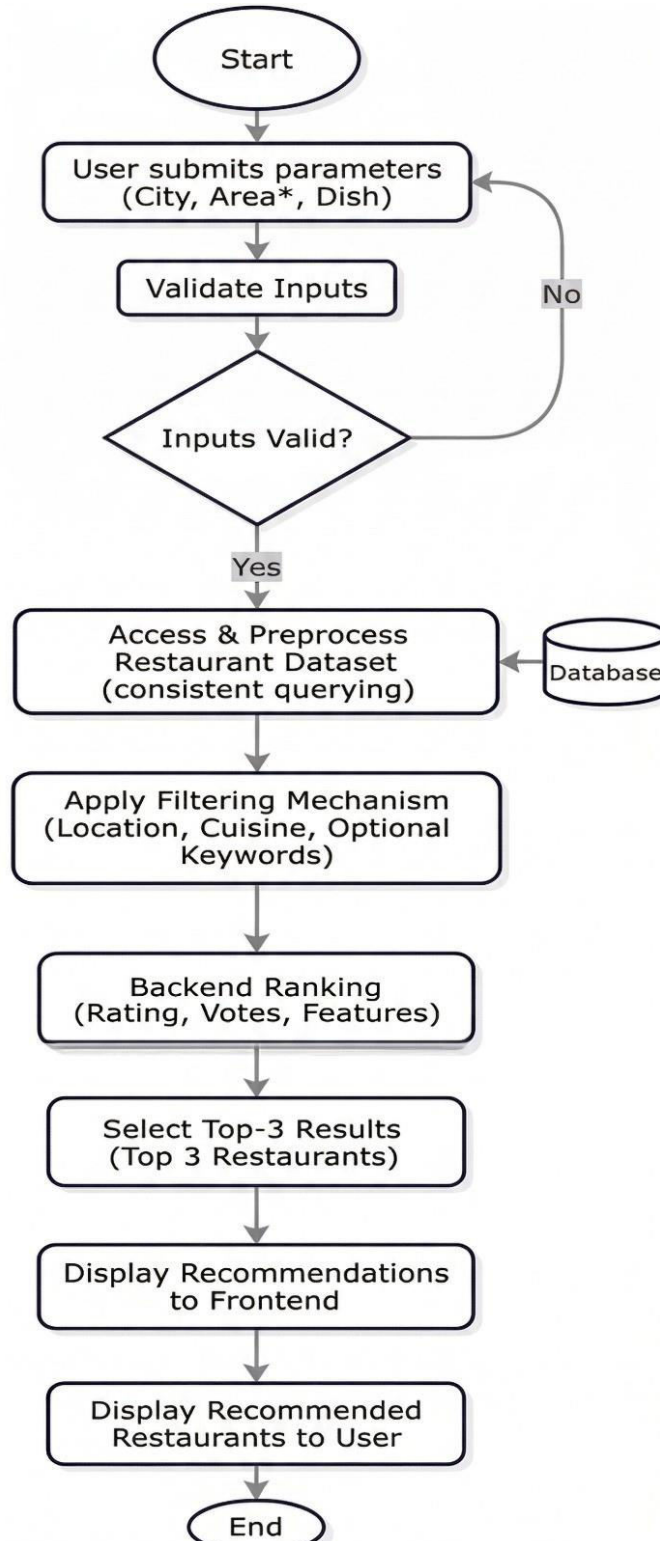 Start
User submits parameters
(City, Area*, Dish)
Validate Inputs
No
Inputs Valid?
Yes
Access & Preprocess
Restaurant Dataset
(consistent querying)
Database
Apply Filtering Mechanism
(Location, Cuisine, Optional
Keywords)
Backend Ranking
(Rating, Votes, Features)
Select Top-3 Results
(Top 3 Restaurants)
Display Recommendations
to Frontend
Display Recommended
Restaurants to User
End